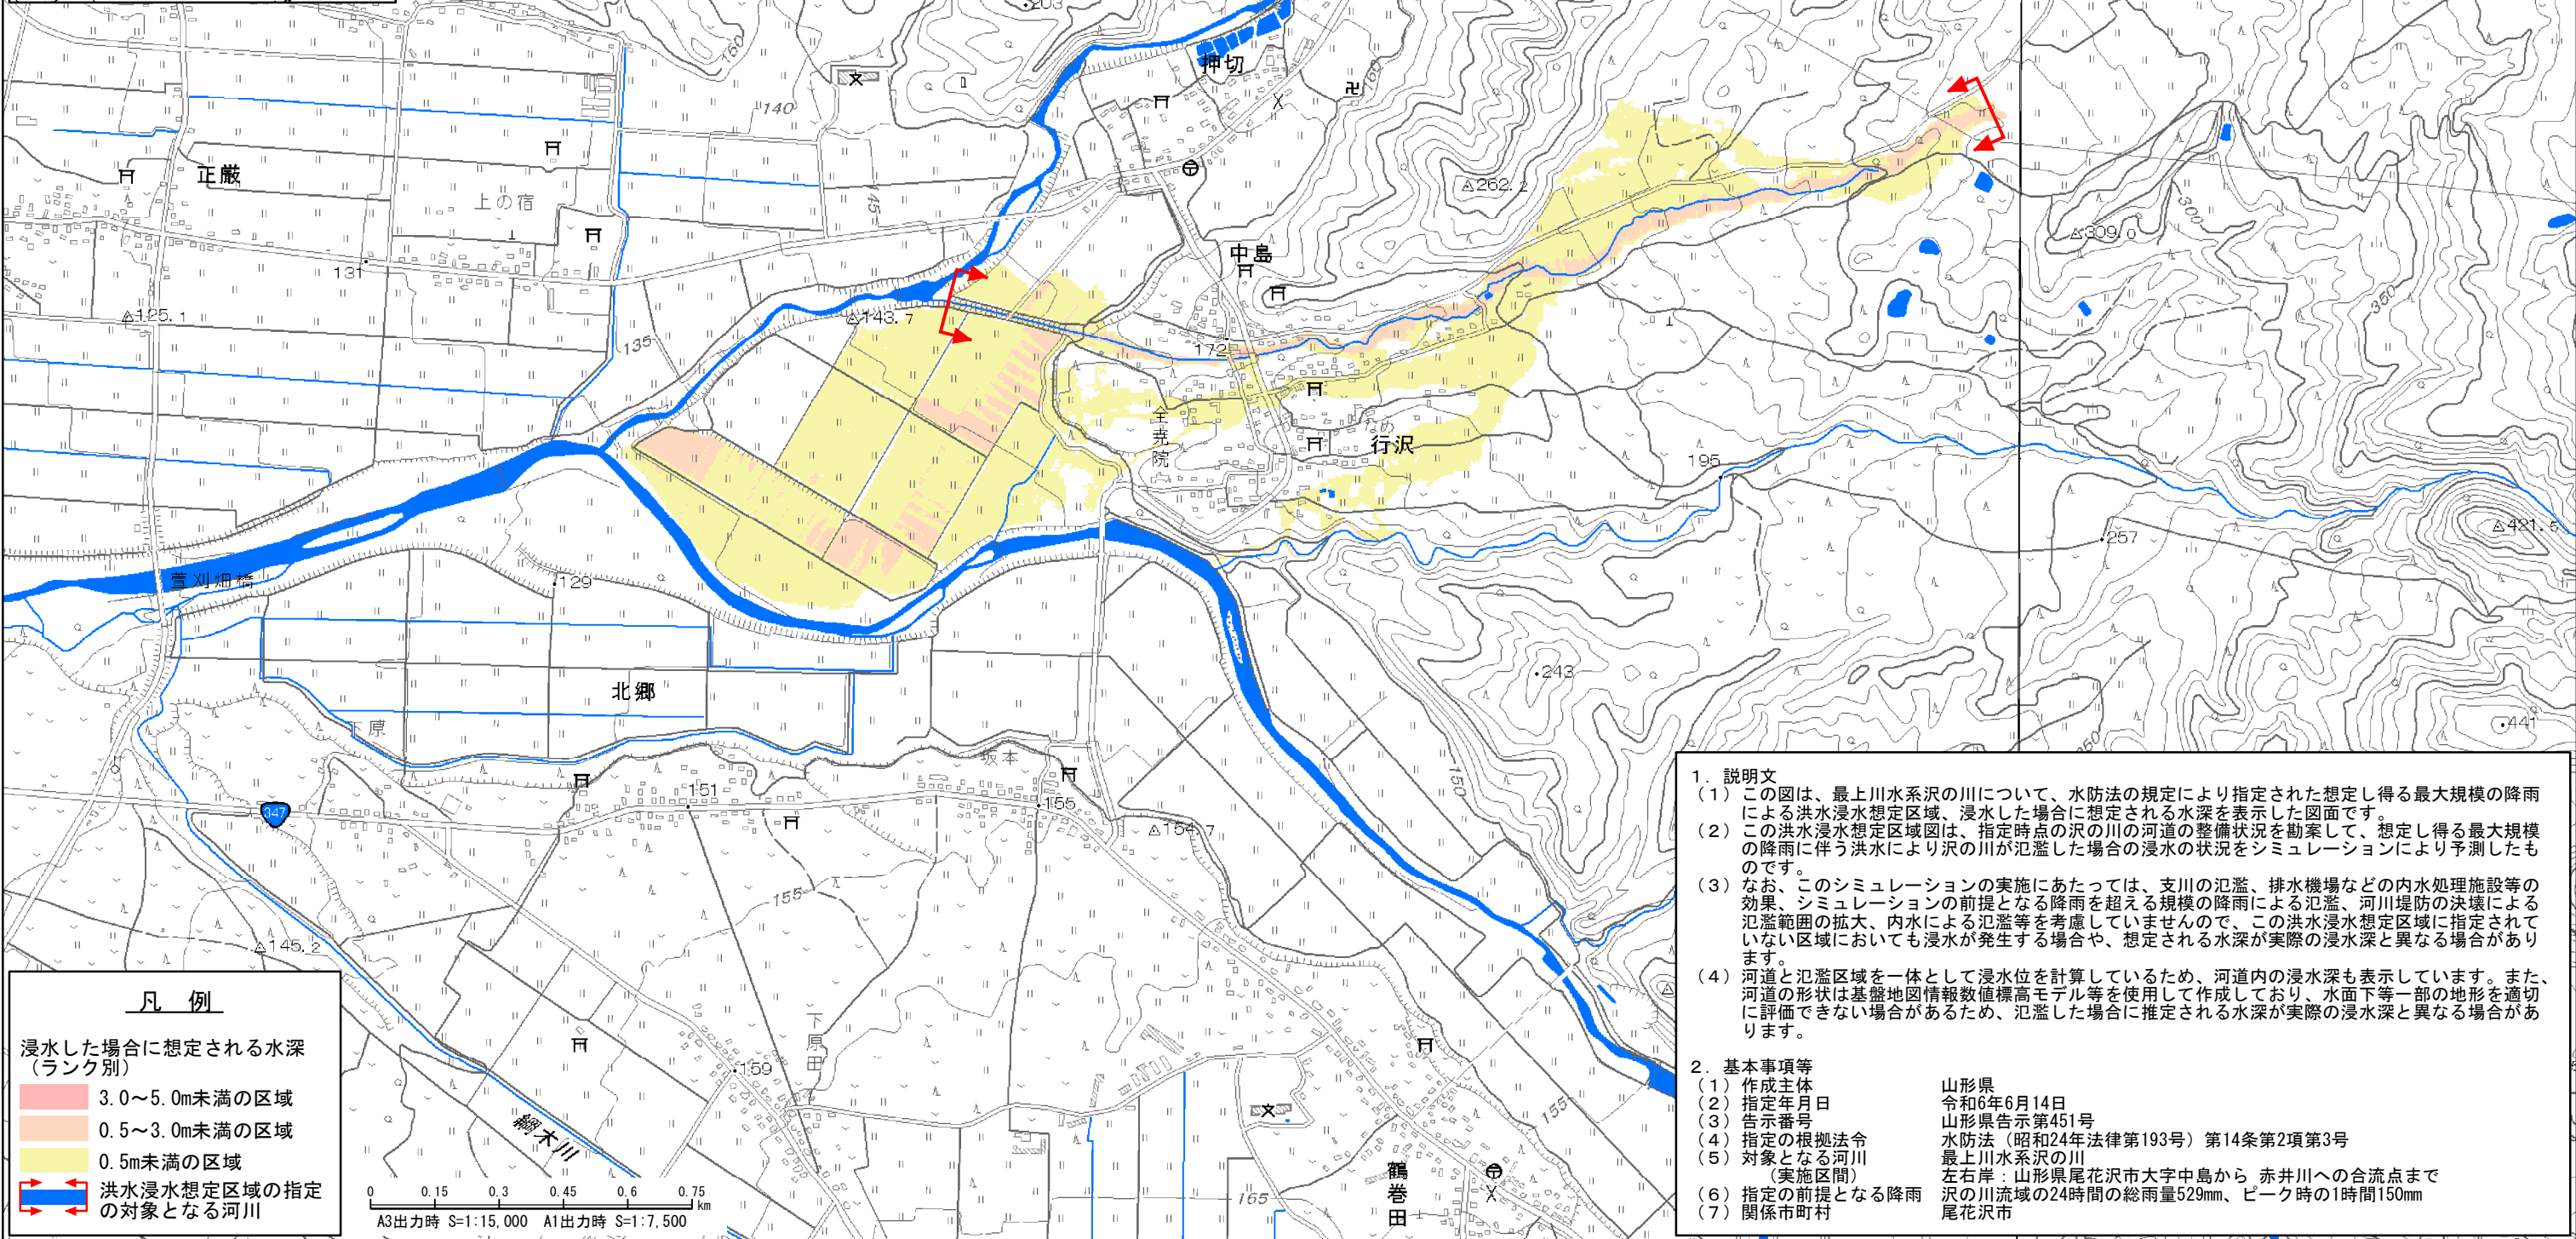 203
150
押切
160
140
262.2
正厳
上の宿
145
300
309.0
中島
131
350
125.1
143.7
135
172
全
院
なめ
行沢
195
421.5
257
萱刈畑橋
129
243
北郷
441
下原
150
坂本
151
155
347
154.7
155
145.2
下原田
159
155
鶴巻田
165
凡 例
浸水した場合に想定される水深
（ランク別）
3.0～5.0m未満の区域
0.5～3.0m未満の区域
0.5m未満の区域
洪水浸水想定区域の指定
の対象となる河川
0 0.15 0.3 0.45 0.6 0.75
km
A3出力時 S=1:15,000 A1出力時 S=1:7,500
1．説明文
（1）この図は、最上川水系沢の川について、水防法の規定により指定された想定し得る最大規模の降雨
による洪水浸水想定区域、浸水した場合に想定される水深を表示した図面です。
（2）この洪水浸水想定区域図は、指定時点の沢の川の河道の整備状況を勘案して、想定し得る最大規模
の降雨に伴う洪水により沢の川が氾濫した場合の浸水の状況をシミュレーションにより予測したも
のです。
（3）なお、このシミュレーションの実施にあたっては、支川の氾濫、排水機場などの内水処理施設等の
効果、シミュレーションの前提となる降雨を超える規模の降雨による氾濫、河川堤防の決壊による
氾濫範囲の拡大、内水による氾濫等を考慮していませんので、この洪水浸水想定区域に指定されて
いない区域においても浸水が発生する場合や、想定される水深が実際の浸水深と異なる場合があり
ます。
（4）河道と氾濫区域を一体として浸水位を計算しているため、河道内の浸水深も表示しています。また、
河道の形状は基盤地図情報数値標高モデル等を使用して作成しており、水面下等一部の地形を適切
に評価できない場合があるため、氾濫した場合に推定される水深が実際の浸水深と異なる場合があ
ります。
2．基本事項等
（1）作成主体 山形県
（2）指定年月日 令和6年6月14日
（3）告示番号 山形県告示第451号
（4）指定の根拠法令 水防法（昭和24年法律第193号）第14条第2項第3号
（5）対象となる河川 最上川水系沢の川
（実施区間） 左右岸：山形県尾花沢市大字中島から 赤井川への合流点まで
（6）指定の前提となる降雨 沢の川流域の24時間の総雨量529mm、ピーク時の1時間150mm
（7）関係市町村 尾花沢市